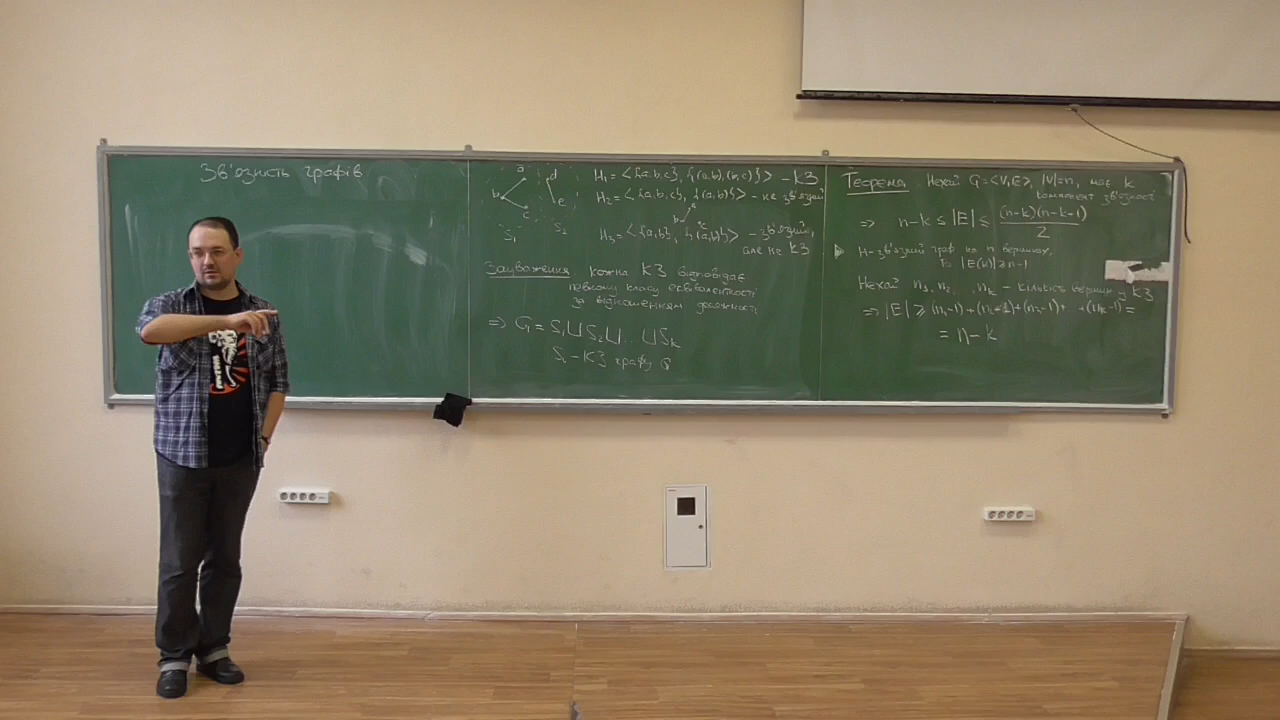 Зв'язність графів
a d
b c e
S₁ S₂
H₁ = <{a,b,c}, {(a,b),(b,c)}> – КЗ
H₂ = <{a,b,c}, {(a,b)}> – не зв'язний
b a c
H₃ = <{a,b}, {(a,b)}> – зв'язний,
але не КЗ
Зауваження кожна КЗ відповідає
певному класу еквівалентності
за відношенням досяжності
=> G = S₁⊔S₂⊔...⊔Sₖ
Sᵢ – КЗ графу G
Теорема Нехай G=<V,E>, |V|=n, має k
компонент зв'язності
=> n-k ≤ |E| ≤ (n-k)(n-k-1)/2
▷ H – зв'язний граф на n вершинах,
то |E(H)| ≥ n-1
Нехай n₁, n₂, nₖ – кількість вершин у КЗ
=> |E| ≥ (n₁-1)+(n₂-1)+(n₃-1)+ +(nₖ-1) =
= n-k